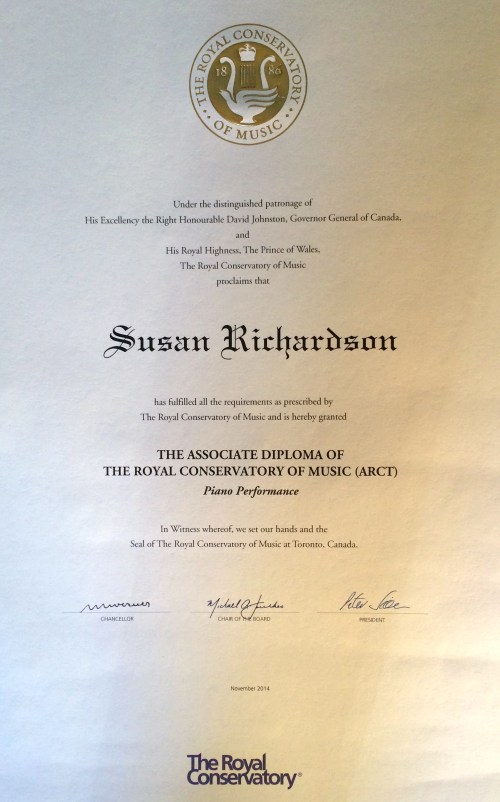 THE ROYAL CONSERVATORY
18 86
OF MUSIC
Under the distinguished patronage of
His Excellency the Right Honourable David Johnston, Governor General of Canada,
and
His Royal Highness, The Prince of Wales,
The Royal Conservatory of Music
proclaims that
Susan Richardson
has fulfilled all the requirements as prescribed by
The Royal Conservatory of Music and is hereby granted
THE ASSOCIATE DIPLOMA OF
THE ROYAL CONSERVATORY OF MUSIC (ARCT)
Piano Performance
In Witness whereof, we set our hands and the
Seal of The Royal Conservatory of Music at Toronto, Canada.
CHANCELLOR
CHAIR OF THE BOARD
PRESIDENT
November 2014
The Royal
Conservatory®